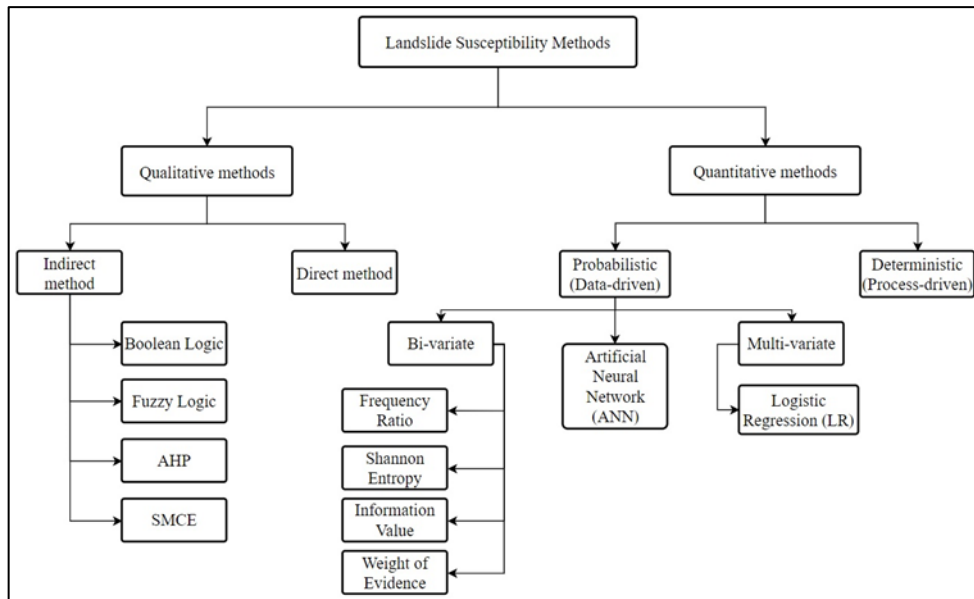 Landslide Susceptibility Methods
Qualitative methods
Quantitative methods
Indirect
method
Direct method
Probabilistic
(Data-driven)
Deterministic
(Process-driven)
Boolean Logic
Fuzzy Logic
AHP
SMCE
Bi-variate
Frequency
Ratio
Shannon
Entropy
Information
Value
Weight of
Evidence
Artificial
Neural
Network
(ANN)
Multi-variate
Logistic
Regression (LR)